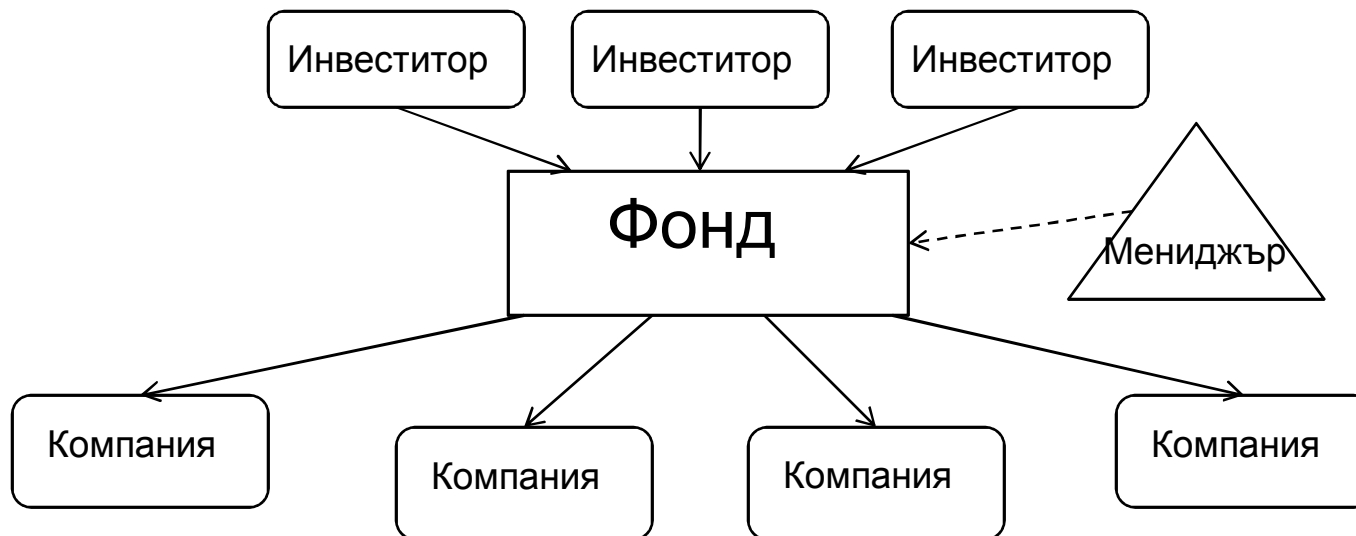 Инвеститор
Инвеститор
Инвеститор
Фонд
Мениджър
Компания
Компания
Компания
Компания